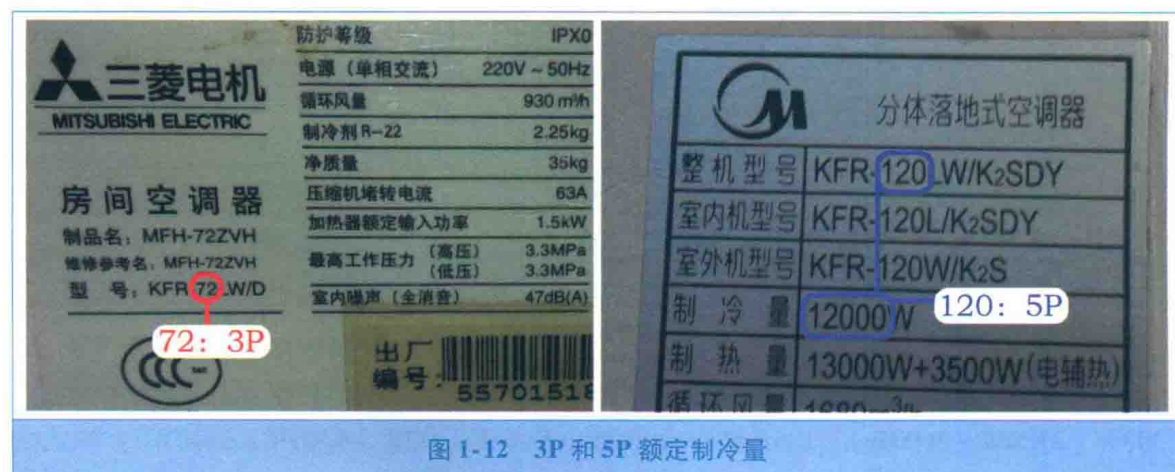 三菱电机
MITSUBISHI ELECTRIC
房间空调器
制品名：MFH-72ZVH
维修参考名：MFH-72ZVH
型 号：KFR-72LW/D
72： 3P
防护等级 IPX0
电源（单相交流） 220V～50Hz
循环风量 930 m³/h
制冷剂 R-22 2.25kg
净质量 35kg
压缩机堵转电流 63A
加热器额定输入功率 1.5kW
最高工作压力 （高压） 3.3MPa
（低压） 3.3MPa
室内噪声（全消音） 47dB(A)
出厂
编号：
55701518
分体落地式空调器
整机型号 KFR-120LW/K₂SDY
室内机型号 KFR-120L/K₂SDY
室外机型号 KFR-120W/K₂S
制 冷 量 12000W
120： 5P
制 热 量 13000W+3500W(电辅热)
循环风量 1680m³/h
图 1-12 3P 和 5P 额定制冷量